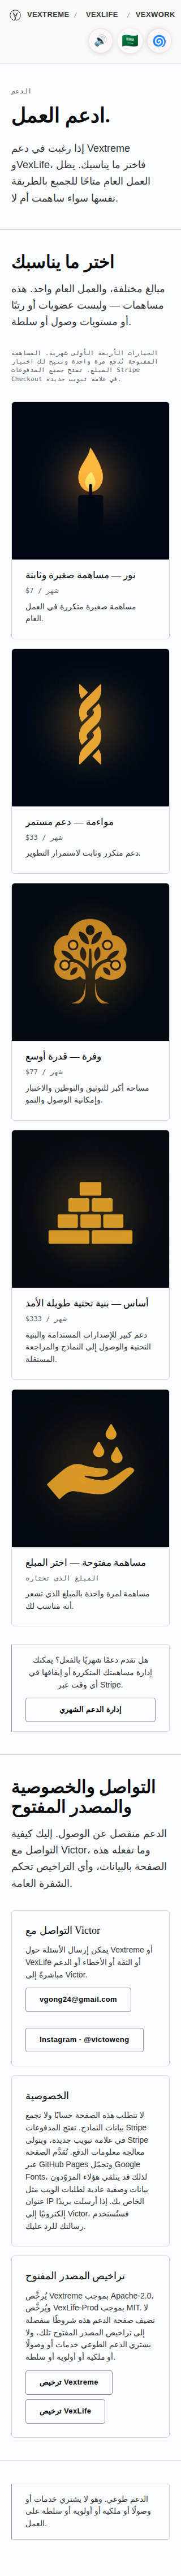 VEXTREME / VEXLIFE / VEXWORK
الدعم
ادعم العمل.
إذا رغبت في دعم Vextreme
وVexLife، فاختر ما يناسبك. يظل
العمل العام متاحًا للجميع بالطريقة
نفسها سواء ساهمت أم لا.
اختر ما يناسبك
مبالغ مختلفة، والعمل العام واحد. هذه
مساهمات — وليست عضويات أو رتبًا
أو مستويات وصول أو سلطة.
الخيارات الأربعة الأولى شهرية. المساهمة
المفتوحة تُدفع مرة واحدة وتتيح لك اختيار
المبلغ. تفتح جميع المدفوعات Stripe
Checkout في علامة تبويب جديدة.
نور — مساهمة صغيرة وثابتة
$7 / شهر
مساهمة صغيرة متكررة في العمل
العام.
مواءمة — دعم مستمر
$33 / شهر
دعم متكرر وثابت لاستمرار التطوير.
وفرة — قدرة أوسع
$77 / شهر
مساحة أكبر للتوثيق والتوطين والاختبار
وإمكانية الوصول والنمو.
أساس — بنية تحتية طويلة الأمد
$333 / شهر
دعم كبير للإصدارات المستدامة والبنية
التحتية والوصول إلى النماذج والمراجعة
المستقلة.
مساهمة مفتوحة — اختر المبلغ
المبلغ الذي تختاره
مساهمة لمرة واحدة بالمبلغ الذي تشعر
أنه مناسب لك.
هل تقدم دعمًا شهريًا بالفعل؟ يمكنك
إدارة مساهمتك المتكررة أو إيقافها في
أي وقت عبر Stripe.
إدارة الدعم الشهري
التواصل والخصوصية
والمصدر المفتوح
الدعم منفصل عن الوصول. إليك كيفية
التواصل مع Victor، وما تفعله هذه
الصفحة بالبيانات، وأي التراخيص تحكم
الشفرة العامة.
التواصل مع Victor
يمكن إرسال الأسئلة حول Vextreme أو
VexLife أو الثقة أو الأخطاء أو الدعم
مباشرةً إلى Victor.
vgong24@gmail.com
Instagram · @victoweng
الخصوصية
لا تتطلب هذه الصفحة حسابًا ولا تجمع
بيانات النماذج. تفتح المدفوعات Stripe
في علامة تبويب جديدة، ويتولى Stripe
معالجة معلومات الدفع. تُقدَّم الصفحة
عبر GitHub Pages وتحمّل Google
Fonts، لذلك قد يتلقى هؤلاء المزوّدون
بيانات وصفية عادية لطلبات الويب مثل
عنوان IP الخاص بك. إذا أرسلت بريدًا
إلكترونيًا إلى Victor، فستُستخدم
رسالتك للرد عليك.
تراخيص المصدر المفتوح
يُرخَّص Vextreme بموجب Apache-2.0،
ويُرخَّص VexLife-Prod بموجب MIT. لا
تضيف صفحة الدعم هذه شروطًا منفصلة
إلى تراخيص المصدر المفتوح تلك، ولا
يشتري الدعم الطوعي خدمات أو وصولًا
أو ملكية أو أولوية أو سلطة.
ترخيص Vextreme
ترخيص VexLife
الدعم طوعي. وهو لا يشتري خدمات أو
وصولًا أو ملكية أو أولوية أو سلطة على
العمل.